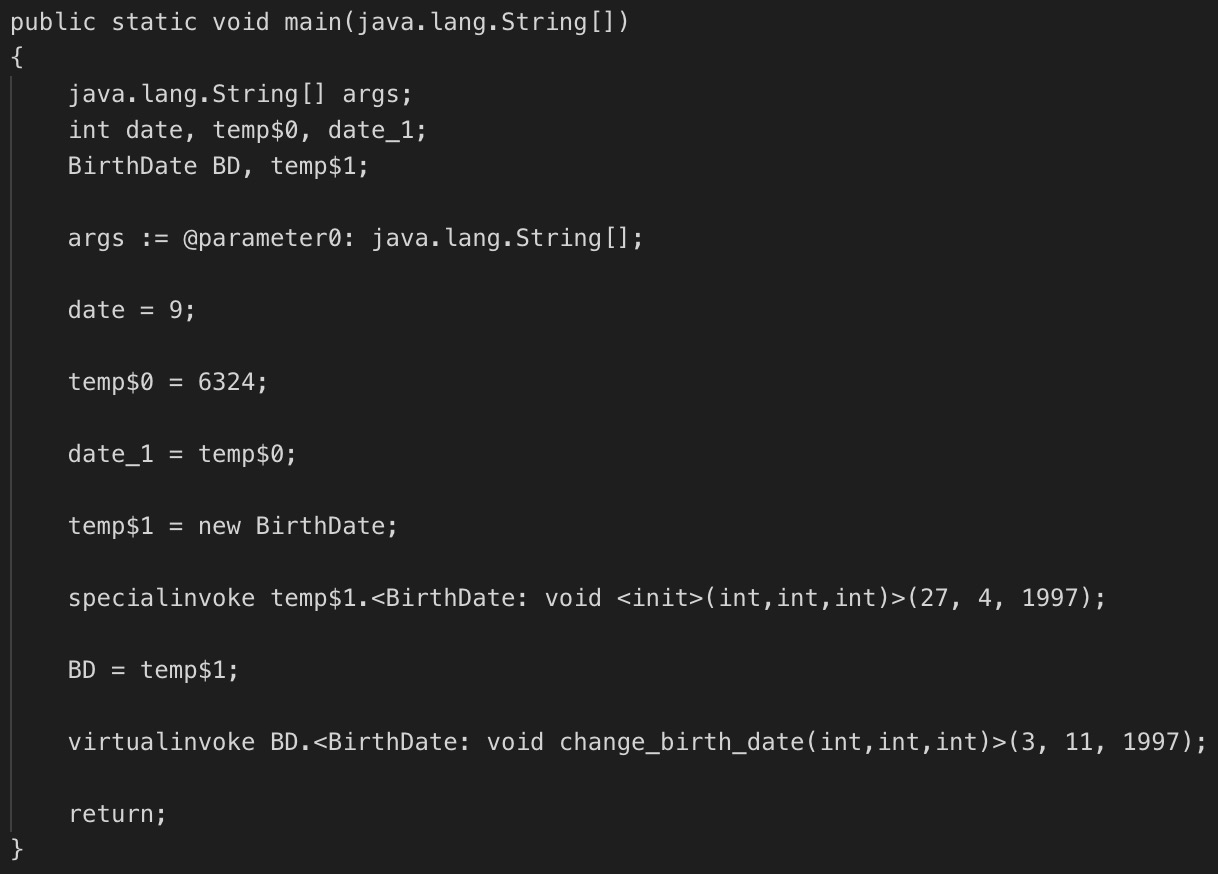 public static void main(java.lang.String[])
{
    java.lang.String[] args;
    int date, temp$0, date_1;
    BirthDate BD, temp$1;
    args := @parameter0: java.lang.String[];
    date = 9;
    temp$0 = 6324;
    date_1 = temp$0;
    temp$1 = new BirthDate;
    specialinvoke temp$1.<BirthDate: void <init>(int,int,int)>(27, 4, 1997);
    BD = temp$1;
    virtualinvoke BD.<BirthDate: void change_birth_date(int,int,int)>(3, 11, 1997);
    return;
}